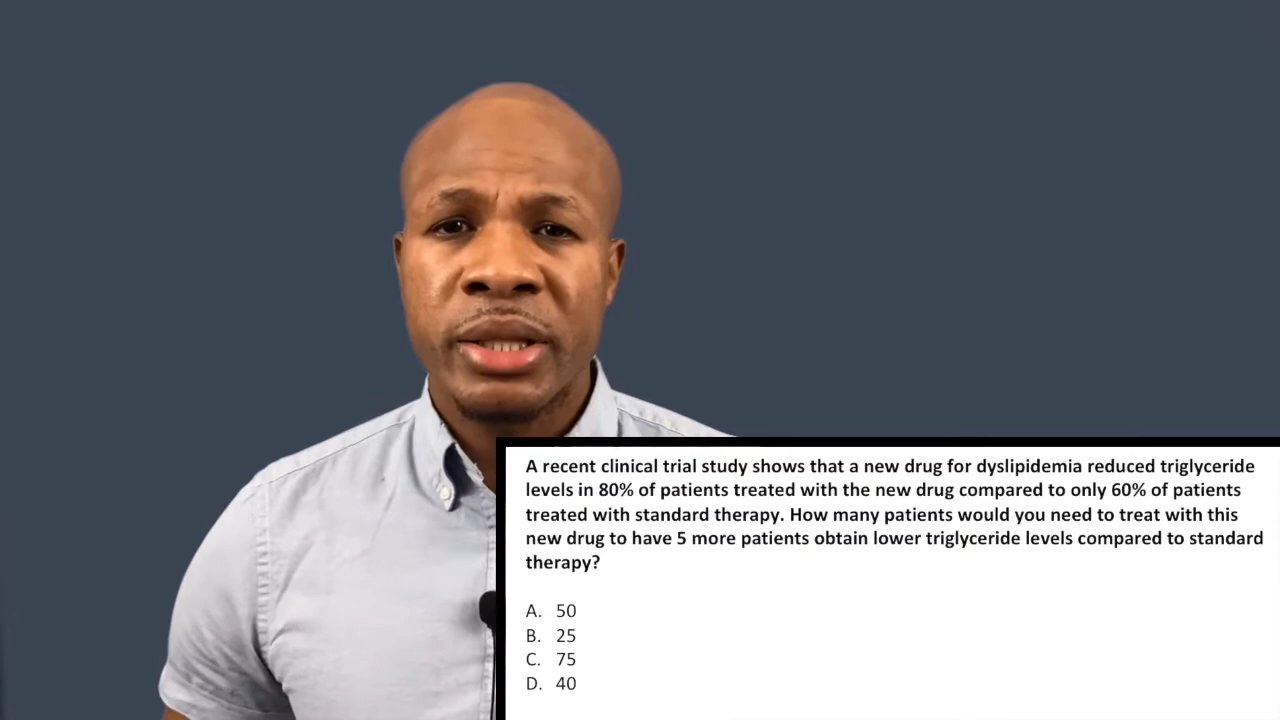 A recent clinical trial study shows that a new drug for dyslipidemia reduced triglyceride
levels in 80% of patients treated with the new drug compared to only 60% of patients
treated with standard therapy. How many patients would you need to treat with this
new drug to have 5 more patients obtain lower triglyceride levels compared to standard
therapy?
A. 50
B. 25
C. 75
D. 40